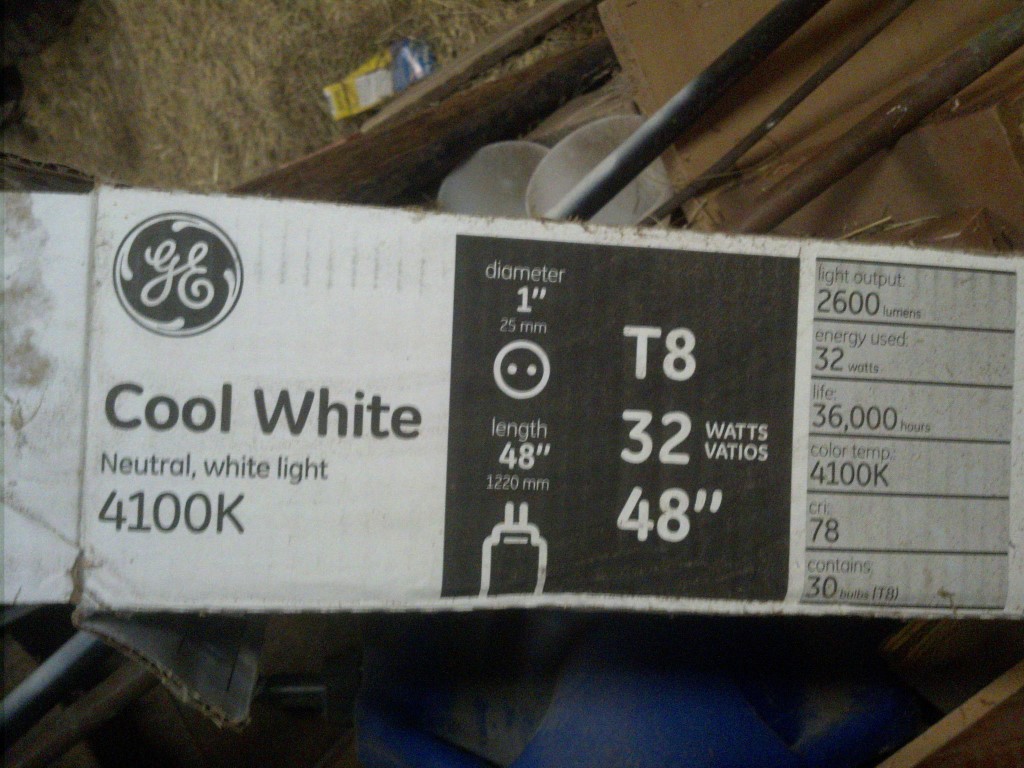 GE
Cool White
Neutral, white light
4100K
diameter
1”
25 mm
length
48”
1220 mm
T8
32 WATTS
VATIOS
48”
light output:
2600 lumens
energy used:
32 watts
life:
36,000 hours
color temp:
4100K
cri:
78
contains:
30 bulbs (T8)